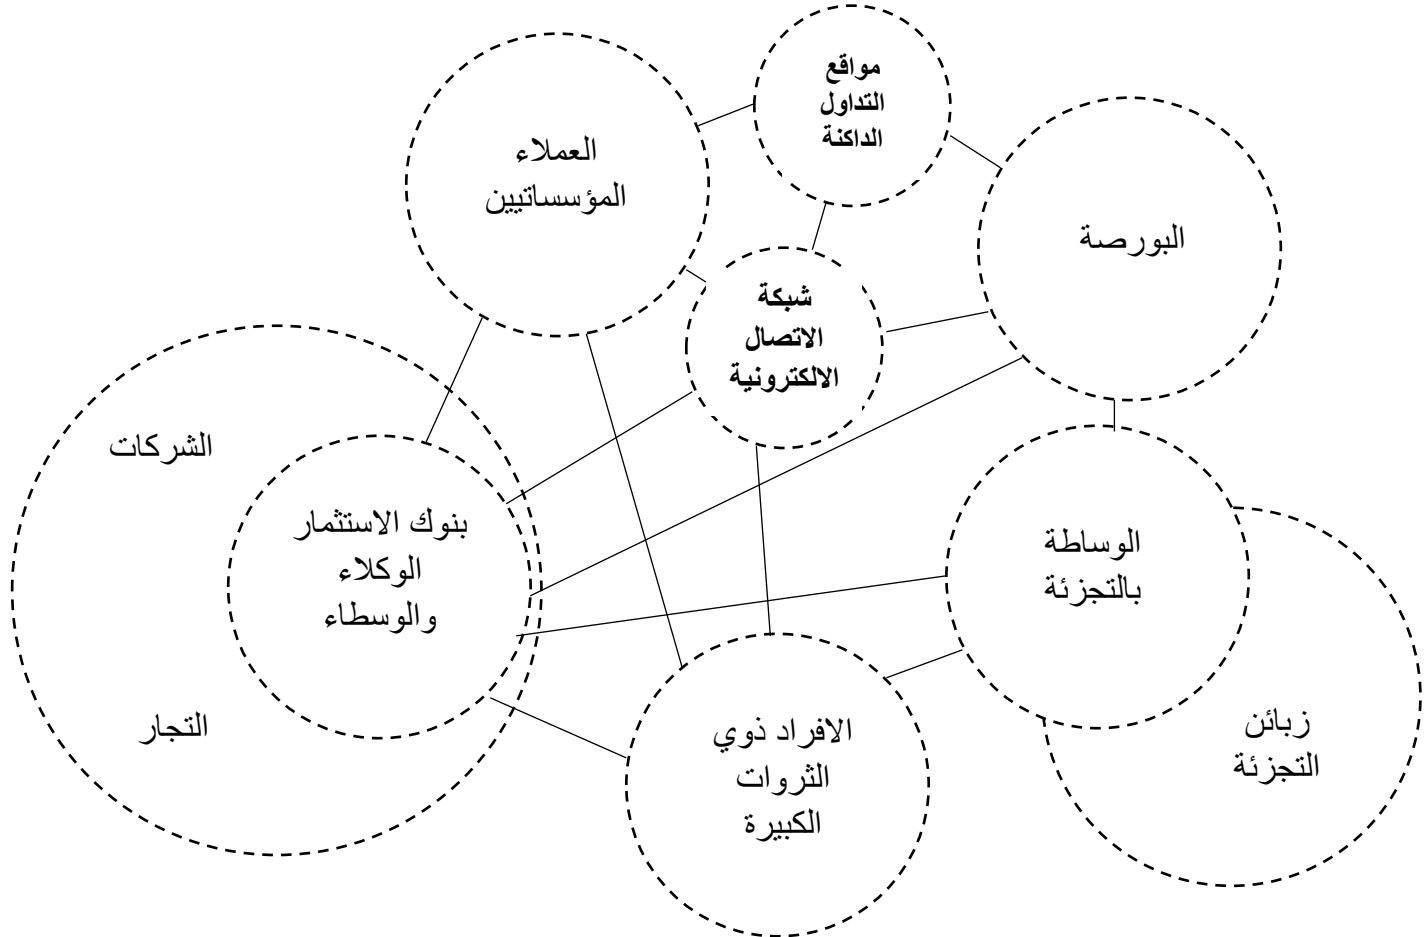 مواقع
التداول
الداكنة
العملاء
المؤسساتيين
البورصة
شبكة
الاتصال
الالكترونية
الشركات
بنوك الاستثمار
الوكلاء
والوسطاء
الوساطة
بالتجزئة
التجار
الافراد ذوي
الثروات
الكبيرة
زبائن
التجزئة